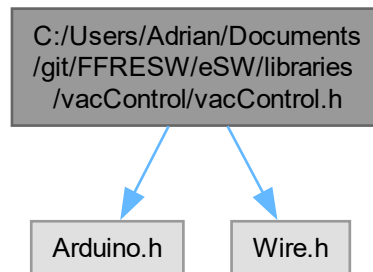 C:/Users/Adrian/Documents
/git/FFRESW/eSW/libraries
/vacControl/vacControl.h
Arduino.h
Wire.h